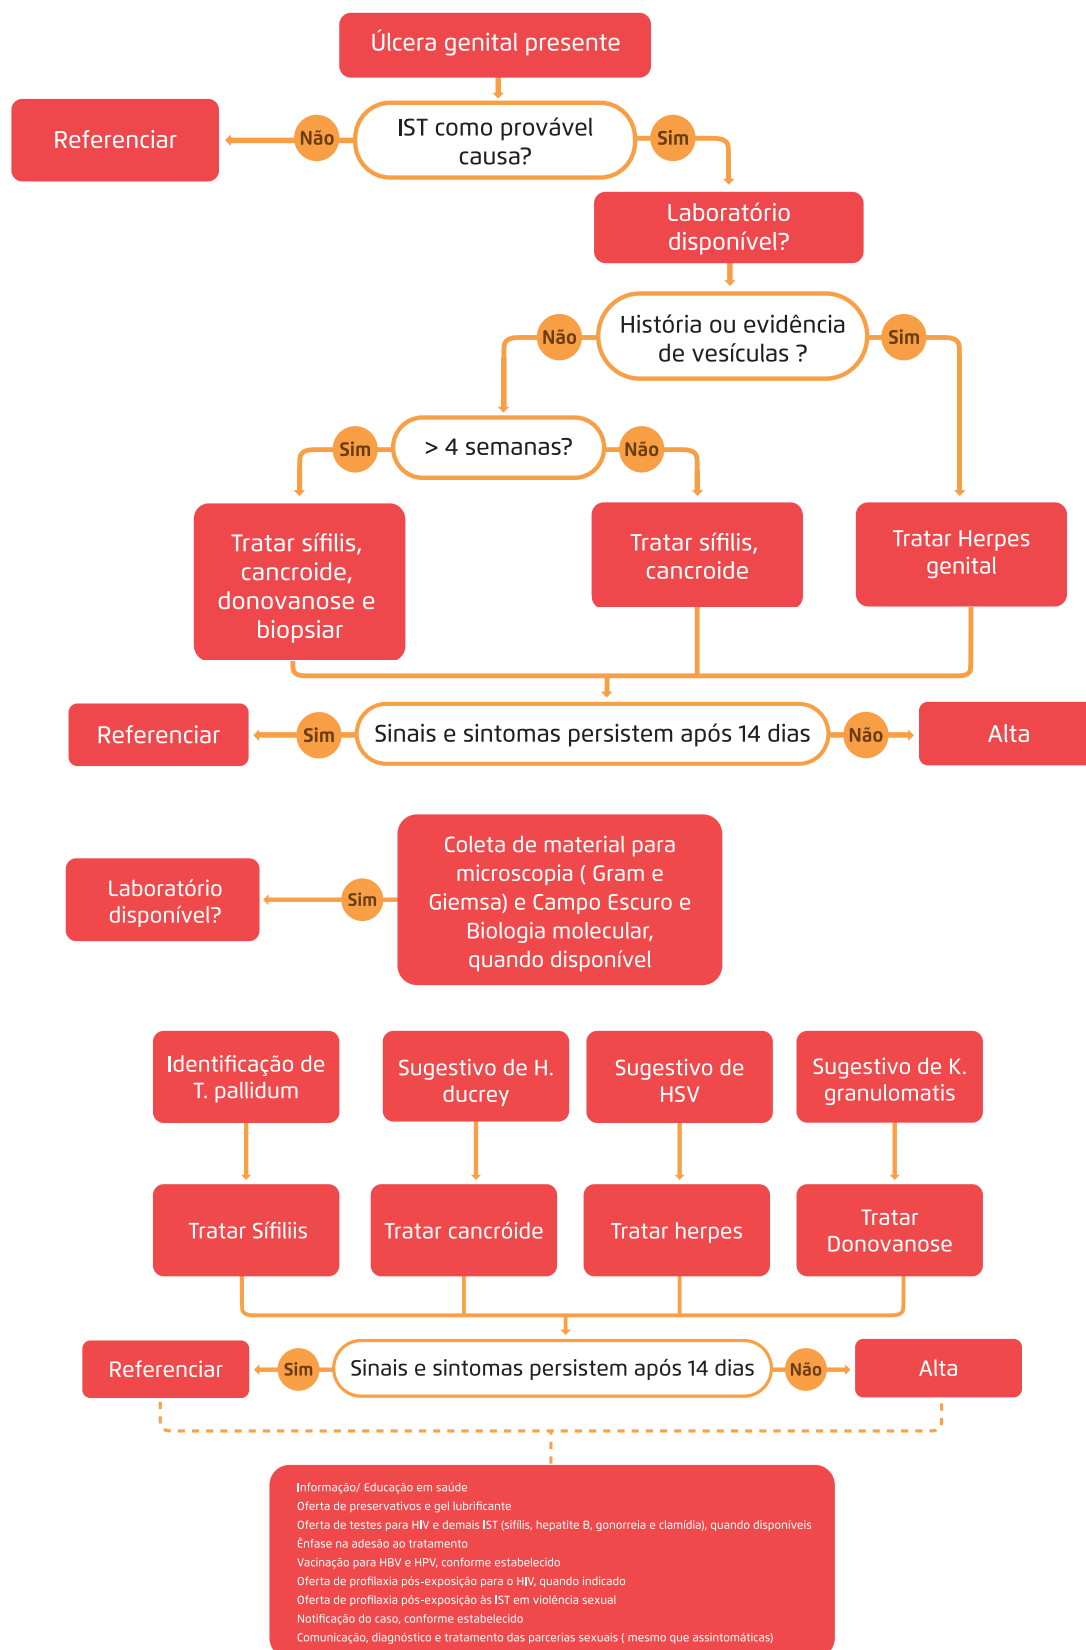 Úlcera genital presente
IST como provável
causa?
Não
Sim
Referenciar
Laboratório
disponível?
História ou evidência
de vesículas ?
Não
Sim
> 4 semanas?
Sim
Não
Tratar sífilis,
cancroide,
donovanose e
biopsiar
Tratar sífilis,
cancroide
Tratar Herpes
genital
Referenciar
Sim
Sinais e sintomas persistem após 14 dias
Não
Alta
Laboratório
disponível?
Sim
Coleta de material para
microscopia ( Gram e
Giemsa) e Campo Escuro e
Biologia molecular,
quando disponível
Identificação de
T. pallidum
Sugestivo de H.
ducrey
Sugestivo de
HSV
Sugestivo de K.
granulomatis
Tratar Sífiliis
Tratar cancróide
Tratar herpes
Tratar
Donovanose
Referenciar
Sim
Sinais e sintomas persistem após 14 dias
Não
Alta
Informação/ Educação em saúde
Oferta de preservativos e gel lubrificante
Oferta de testes para HIV e demais IST (sifílis, hepatite B, gonorreia e clamídia), quando disponíveis
Ênfase na adesão ao tratamento
Vacinação para HBV e HPV, conforme estabelecido
Oferta de profilaxia pós-exposição para o HIV, quando indicado
Oferta de profilaxia pós-exposição às IST em violência sexual
Notificação do caso, conforme estabelecido
Comunicação, diagnóstico e tratamento das parcerias sexuais ( mesmo que assintomáticas)